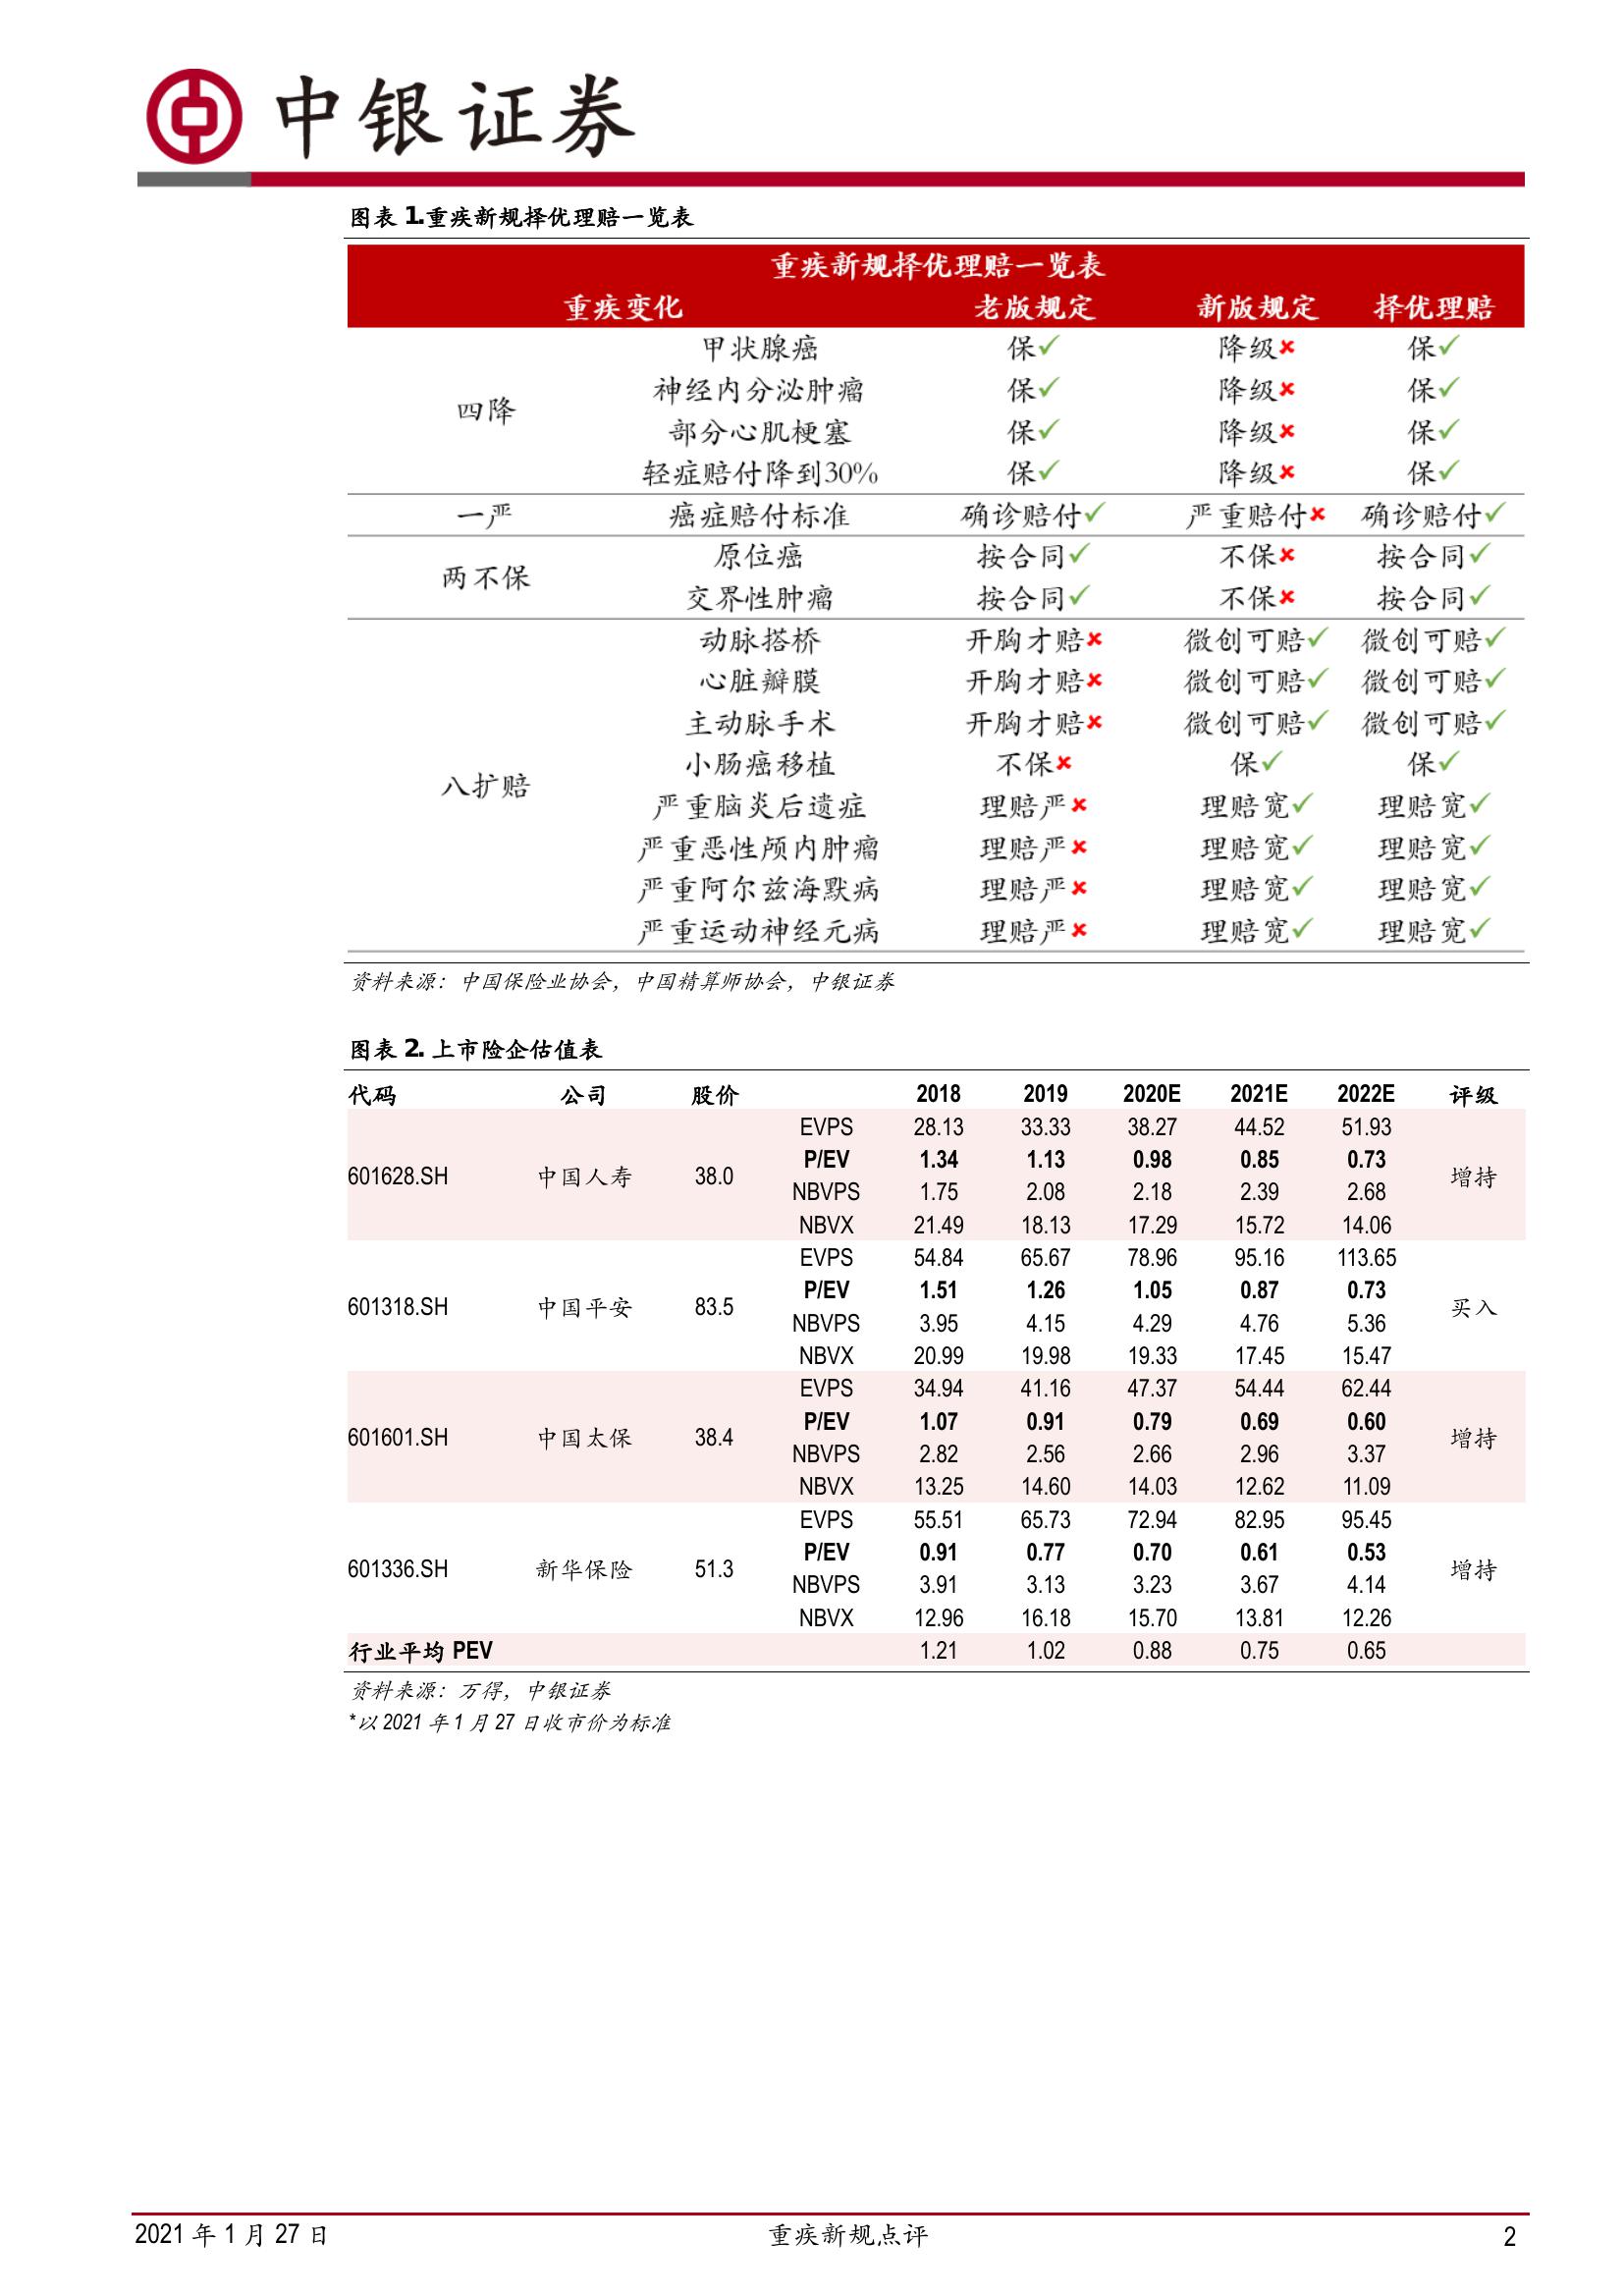 中银证券
图表 1.重疾新规择优理赔一览表
重疾新规择优理赔一览表
重疾变化 老版规定 新版规定 择优理赔
四降
甲状腺癌 保✓ 降级✘ 保✓
神经内分泌肿瘤 保✓ 降级✘ 保✓
部分心肌梗塞 保✓ 降级✘ 保✓
轻症赔付降到30% 保✓ 降级✘ 保✓
一严 癌症赔付标准 确诊赔付✓ 严重赔付✘ 确诊赔付✓
两不保
原位癌 按合同✓ 不保✘ 按合同✓
交界性肿瘤 按合同✓ 不保✘ 按合同✓
八扩赔
动脉搭桥 开胸才赔✘ 微创可赔✓ 微创可赔✓
心脏瓣膜 开胸才赔✘ 微创可赔✓ 微创可赔✓
主动脉手术 开胸才赔✘ 微创可赔✓ 微创可赔✓
小肠癌移植 不保✘ 保✓ 保✓
严重脑炎后遗症 理赔严✘ 理赔宽✓ 理赔宽✓
严重恶性颅内肿瘤 理赔严✘ 理赔宽✓ 理赔宽✓
严重阿尔兹海默病 理赔严✘ 理赔宽✓ 理赔宽✓
严重运动神经元病 理赔严✘ 理赔宽✓ 理赔宽✓
资料来源：中国保险业协会，中国精算师协会，中银证券
图表 2. 上市险企估值表
代码 公司 股价 2018 2019 2020E 2021E 2022E 评级
601628.SH 中国人寿 38.0 增持
EVPS 28.13 33.33 38.27 44.52 51.93
P/EV 1.34 1.13 0.98 0.85 0.73
NBVPS 1.75 2.08 2.18 2.39 2.68
NBVX 21.49 18.13 17.29 15.72 14.06
601318.SH 中国平安 83.5 买入
EVPS 54.84 65.67 78.96 95.16 113.65
P/EV 1.51 1.26 1.05 0.87 0.73
NBVPS 3.95 4.15 4.29 4.76 5.36
NBVX 20.99 19.98 19.33 17.45 15.47
601601.SH 中国太保 38.4 增持
EVPS 34.94 41.16 47.37 54.44 62.44
P/EV 1.07 0.91 0.79 0.69 0.60
NBVPS 2.82 2.56 2.66 2.96 3.37
NBVX 13.25 14.60 14.03 12.62 11.09
601336.SH 新华保险 51.3 增持
EVPS 55.51 65.73 72.94 82.95 95.45
P/EV 0.91 0.77 0.70 0.61 0.53
NBVPS 3.91 3.13 3.23 3.67 4.14
NBVX 12.96 16.18 15.70 13.81 12.26
行业平均 PEV 1.21 1.02 0.88 0.75 0.65
资料来源：万得，中银证券
*以 2021 年 1 月 27 日收市价为标准
2021 年 1 月 27 日 重疾新规点评 2